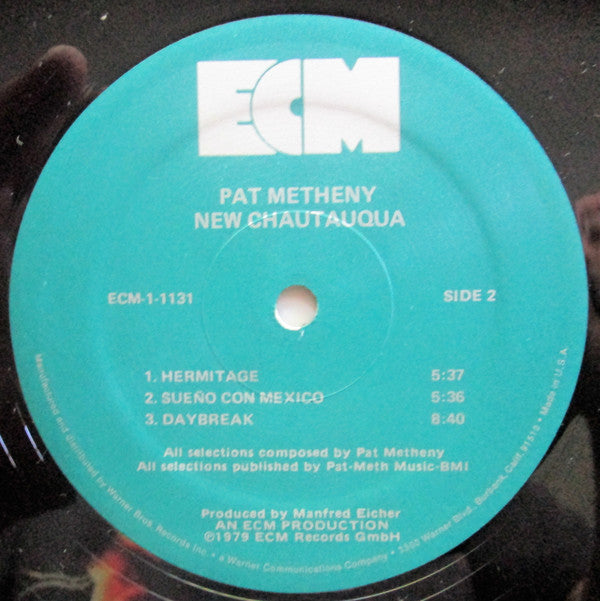 ECM
PAT METHENY
NEW CHAUTAUQUA
ECM-1-1131
SIDE 2
1. HERMITAGE 5:37
2. SUEÑO CON MEXICO 5:36
3. DAYBREAK 8:40
All selections composed by Pat Metheny
All selections published by Pat-Meth Music-BMI
Produced by Manfred Eicher
AN ECM PRODUCTION
©1979 ECM Records GmbH
Manufactured and distributed by Warner Bros. Records Inc. • a Warner Communications Company • 3300 Warner Blvd., Burbank, Calif. 91510 • Made in U.S.A.